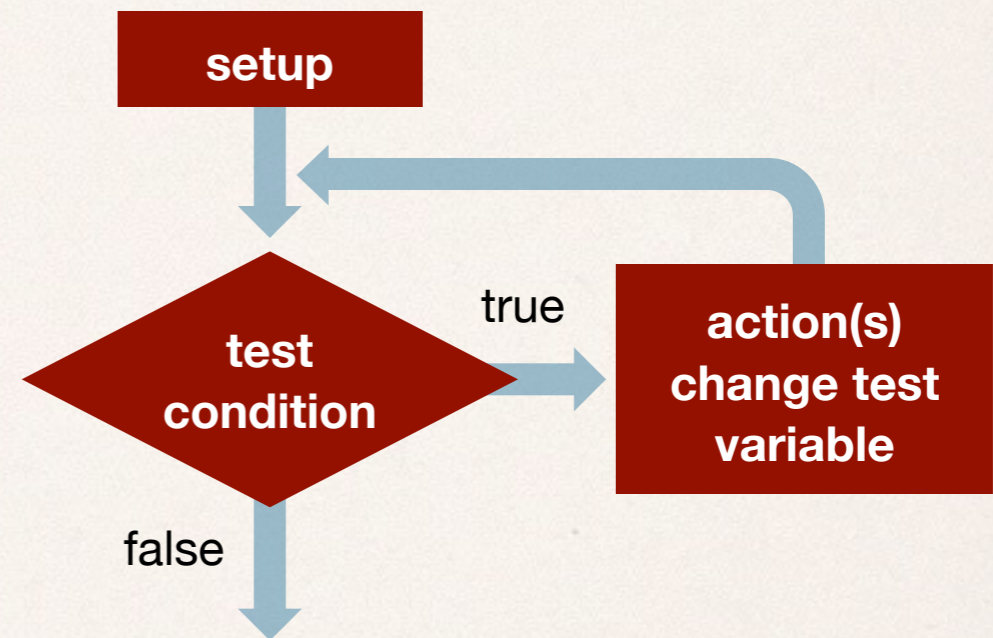 setup
true
test
condition
action(s)
change test
variable
false